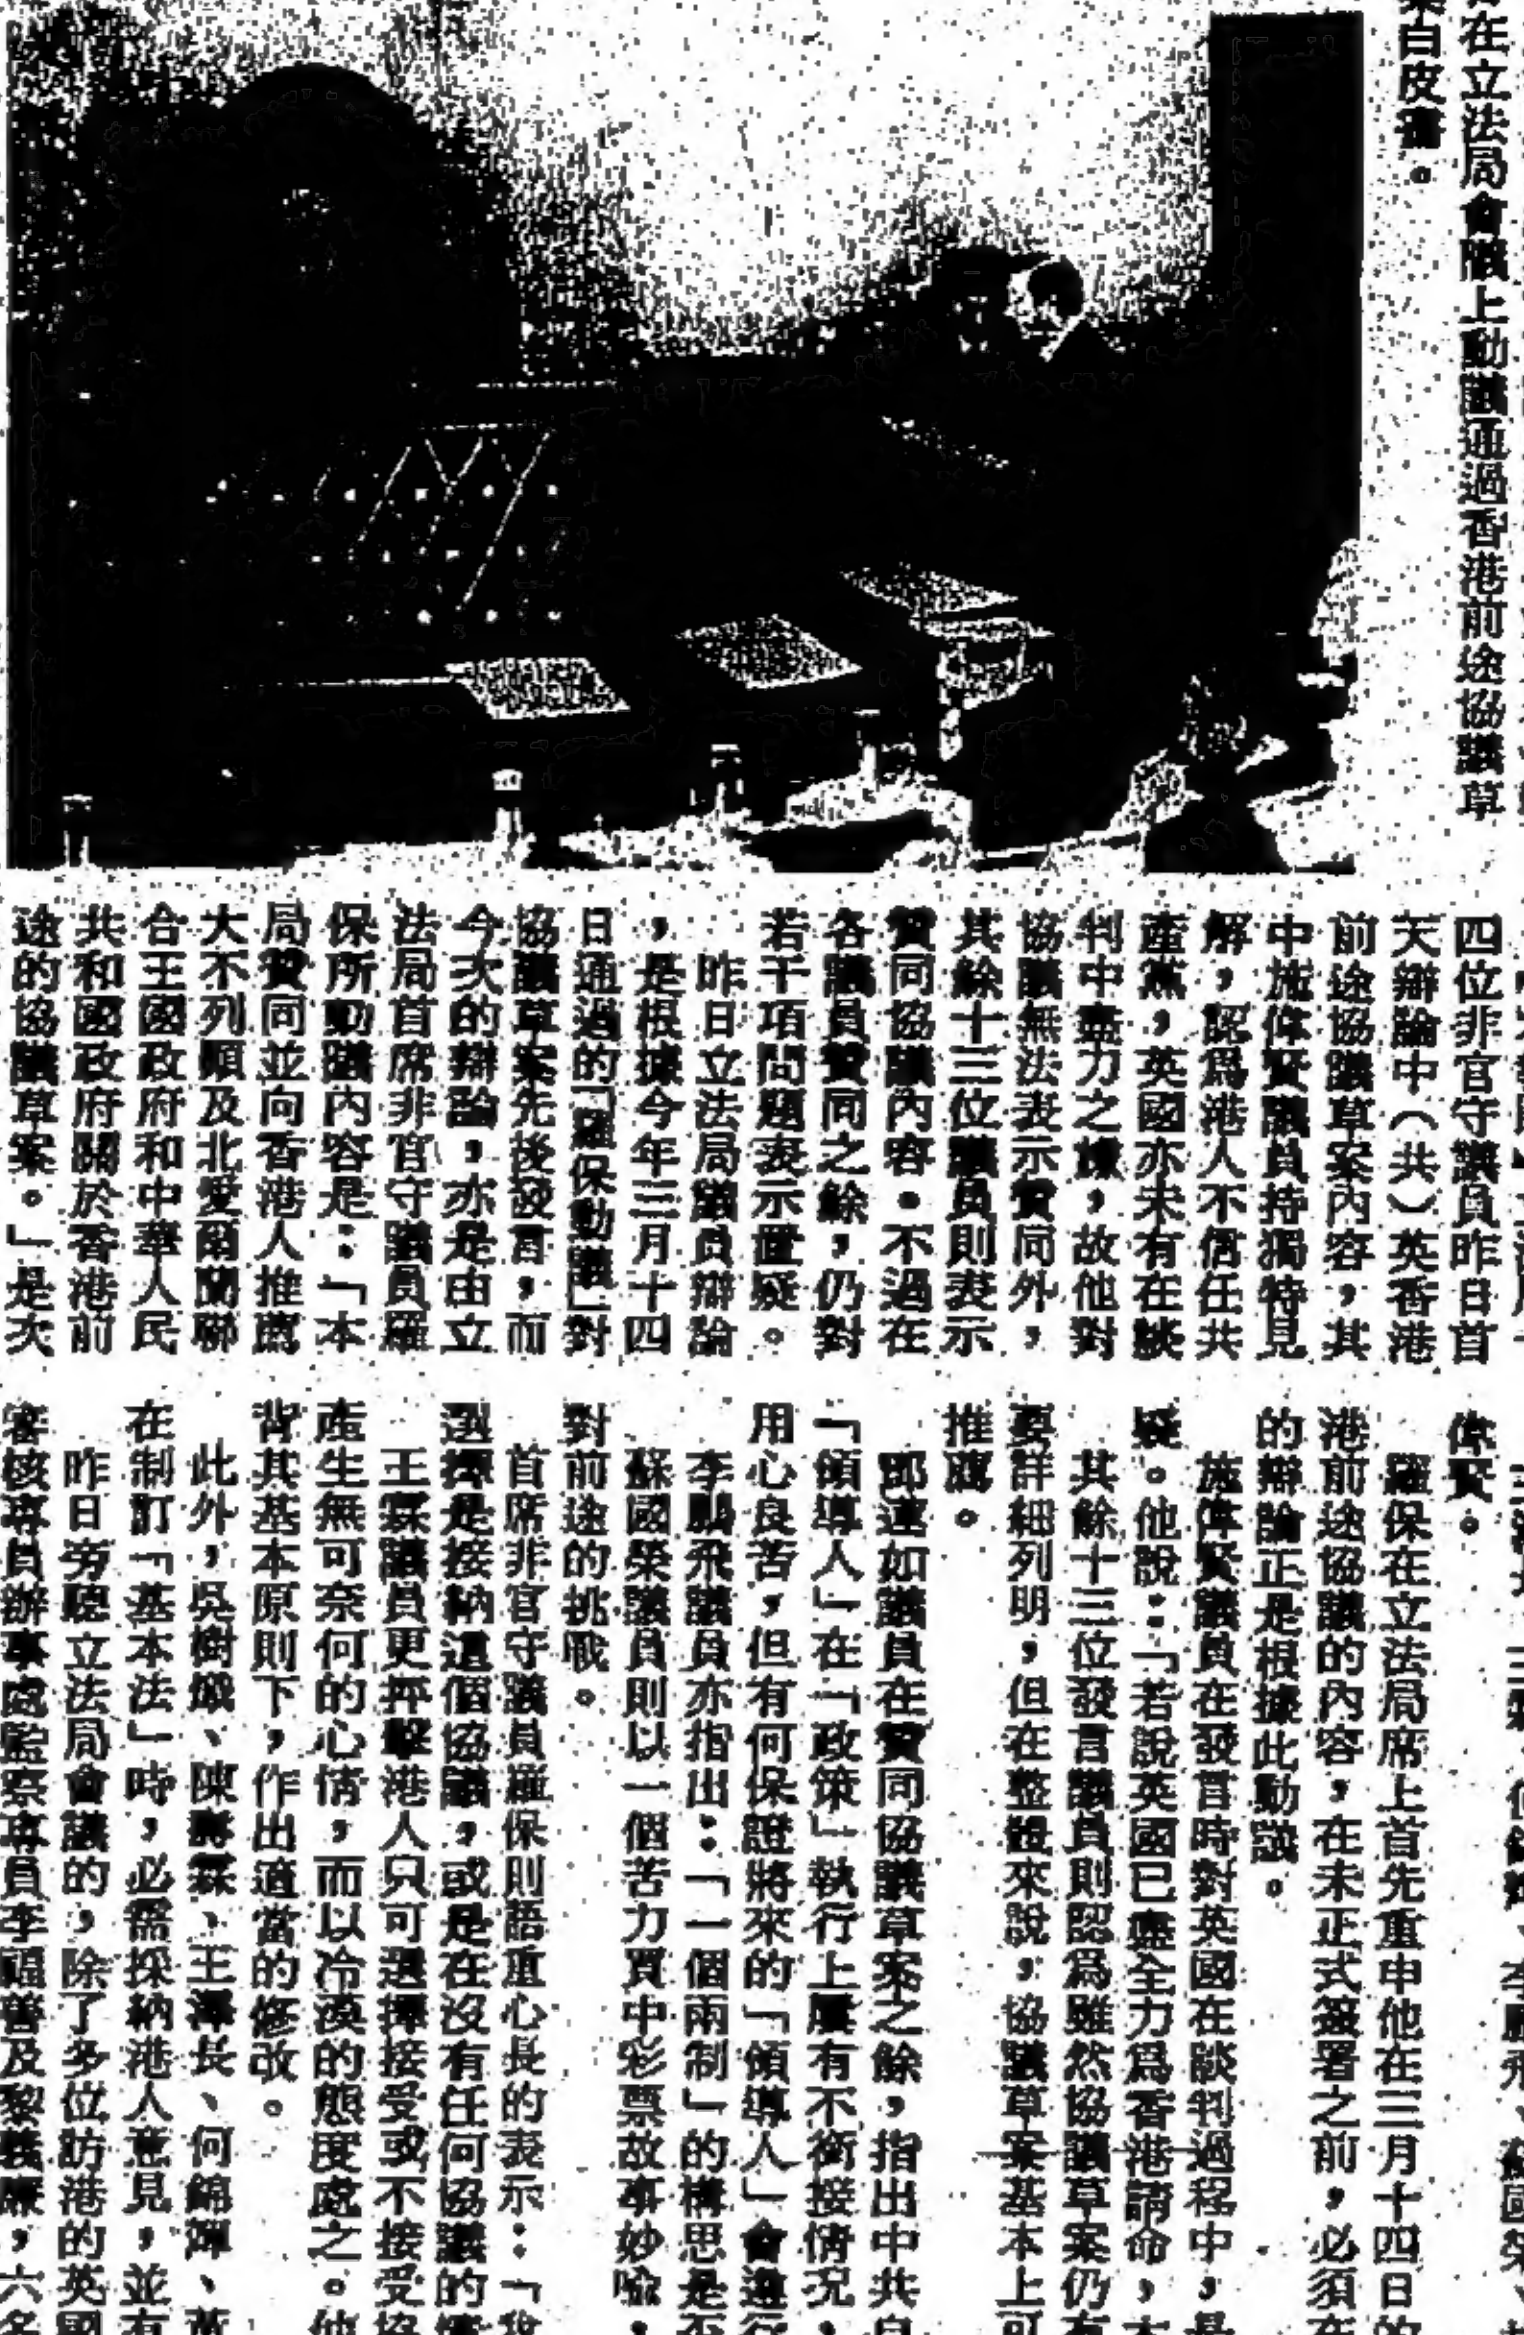 在立法局會議上動議通過香港前途協議草
案白皮書。
四位非官守議員昨日首
天辯論中（共）英香港
前途協議草案內容，其
中施偉賢議員持獨特見
解，認爲港人不信任共
產黨，英國亦未有在談
判中盡力之嫌，故他對
協議無法表示贊同外，
其餘十三位議員則表示
贊同協議內容。不過在
各議員贊同之餘，仍對
若干項問題表示置疑。
昨日立法局議員辯論
，是根據今年三月十四
日通過的「羅保動議」對
協議草案先後發言，而
今次的辯論，亦是由立
法局首席非官守議員羅
保所動議內容是：「本
局贊同並向香港人推薦
大不列顛及北愛爾蘭聯
合王國政府和中華人民
共和國政府關於香港前
途的協議草案。」是次
偉賢。
羅保在立法局席上首先重申他在三月十四日的
港前途協議的內容，在未正式簽署之前，必須在
的辯論正是根據此動議。
施偉賢議員在發言時對英國在談判過程中，是
疑。他說：「若說英國已盡全力爲香港請命，本
其餘十三位發言議員則認爲雖然協議草案仍有
要詳細列明，但在整體來說，協議草案基本上可
推薦。
鄧蓮如議員在贊同協議草案之餘，指出中共自
「領導人」在「政策」執行上屢有不銜接情況，
用心良苦，但有何保證將來的「領導人」會遵行
李鵬飛議員亦指出：「一個兩制」的構思是否
蘇國榮議員則以一個苦力買中彩票故事妙喻，
對前途的挑戰。
首席非官守議員羅保則語重心長的表示：「我
選擇是接納這個協議，或是在沒有任何協議的情
王霖議員更抨擊港人只可選擇接受或不接受協
產生無可奈何的心情，而以冷漠的態度處之。他
背其基本原則下，作出適當的修改。
此外，吳樹熾、陳壽霖、王澤長、何錦輝、黃
在制訂「基本法」時，必需採納港人意見，並有
昨日旁聽立法局會議的，除了多位訪港的英國
審核專員辦事處監察專員李福善及黎義廉，六名